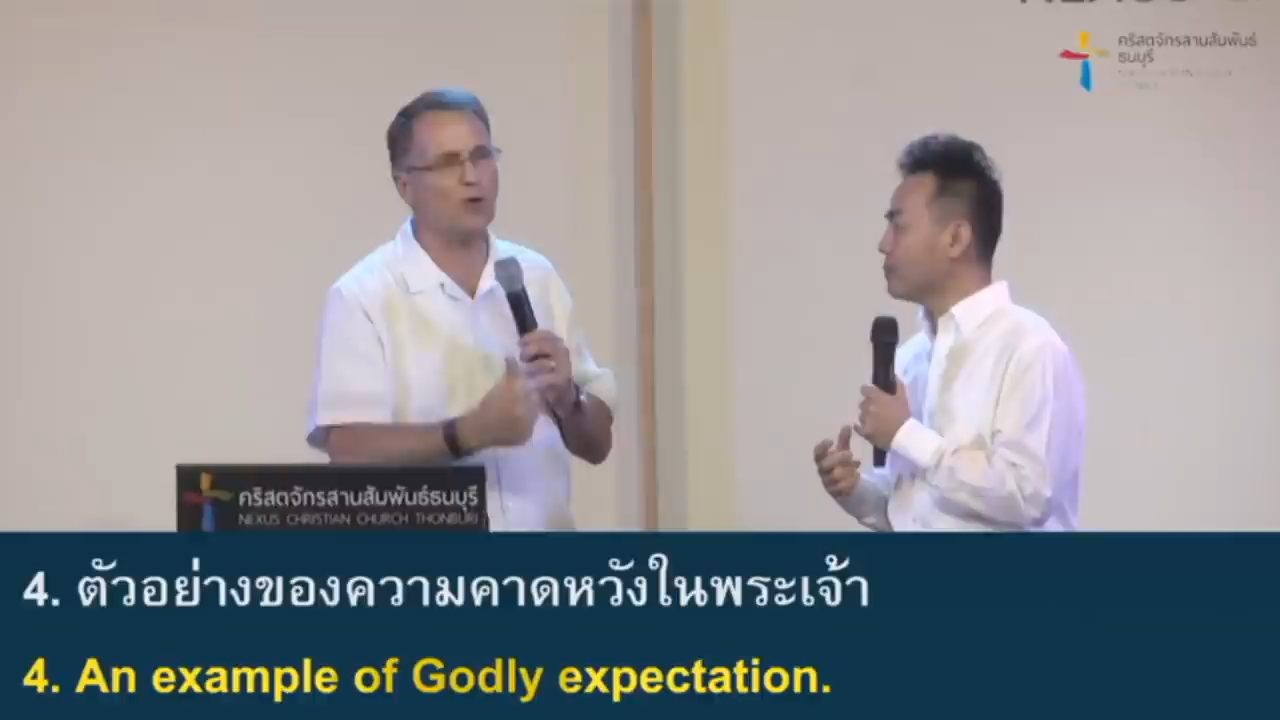 คริสตจักรสานสัมพันธ์
ธนบุรี
คริสตจักรสานสัมพันธ์ธนบุรี
NEXUS CHRISTIAN CHURCH THONBURI
4. ตัวอย่างของความคาดหวังในพระเจ้า
4. An example of Godly expectation.